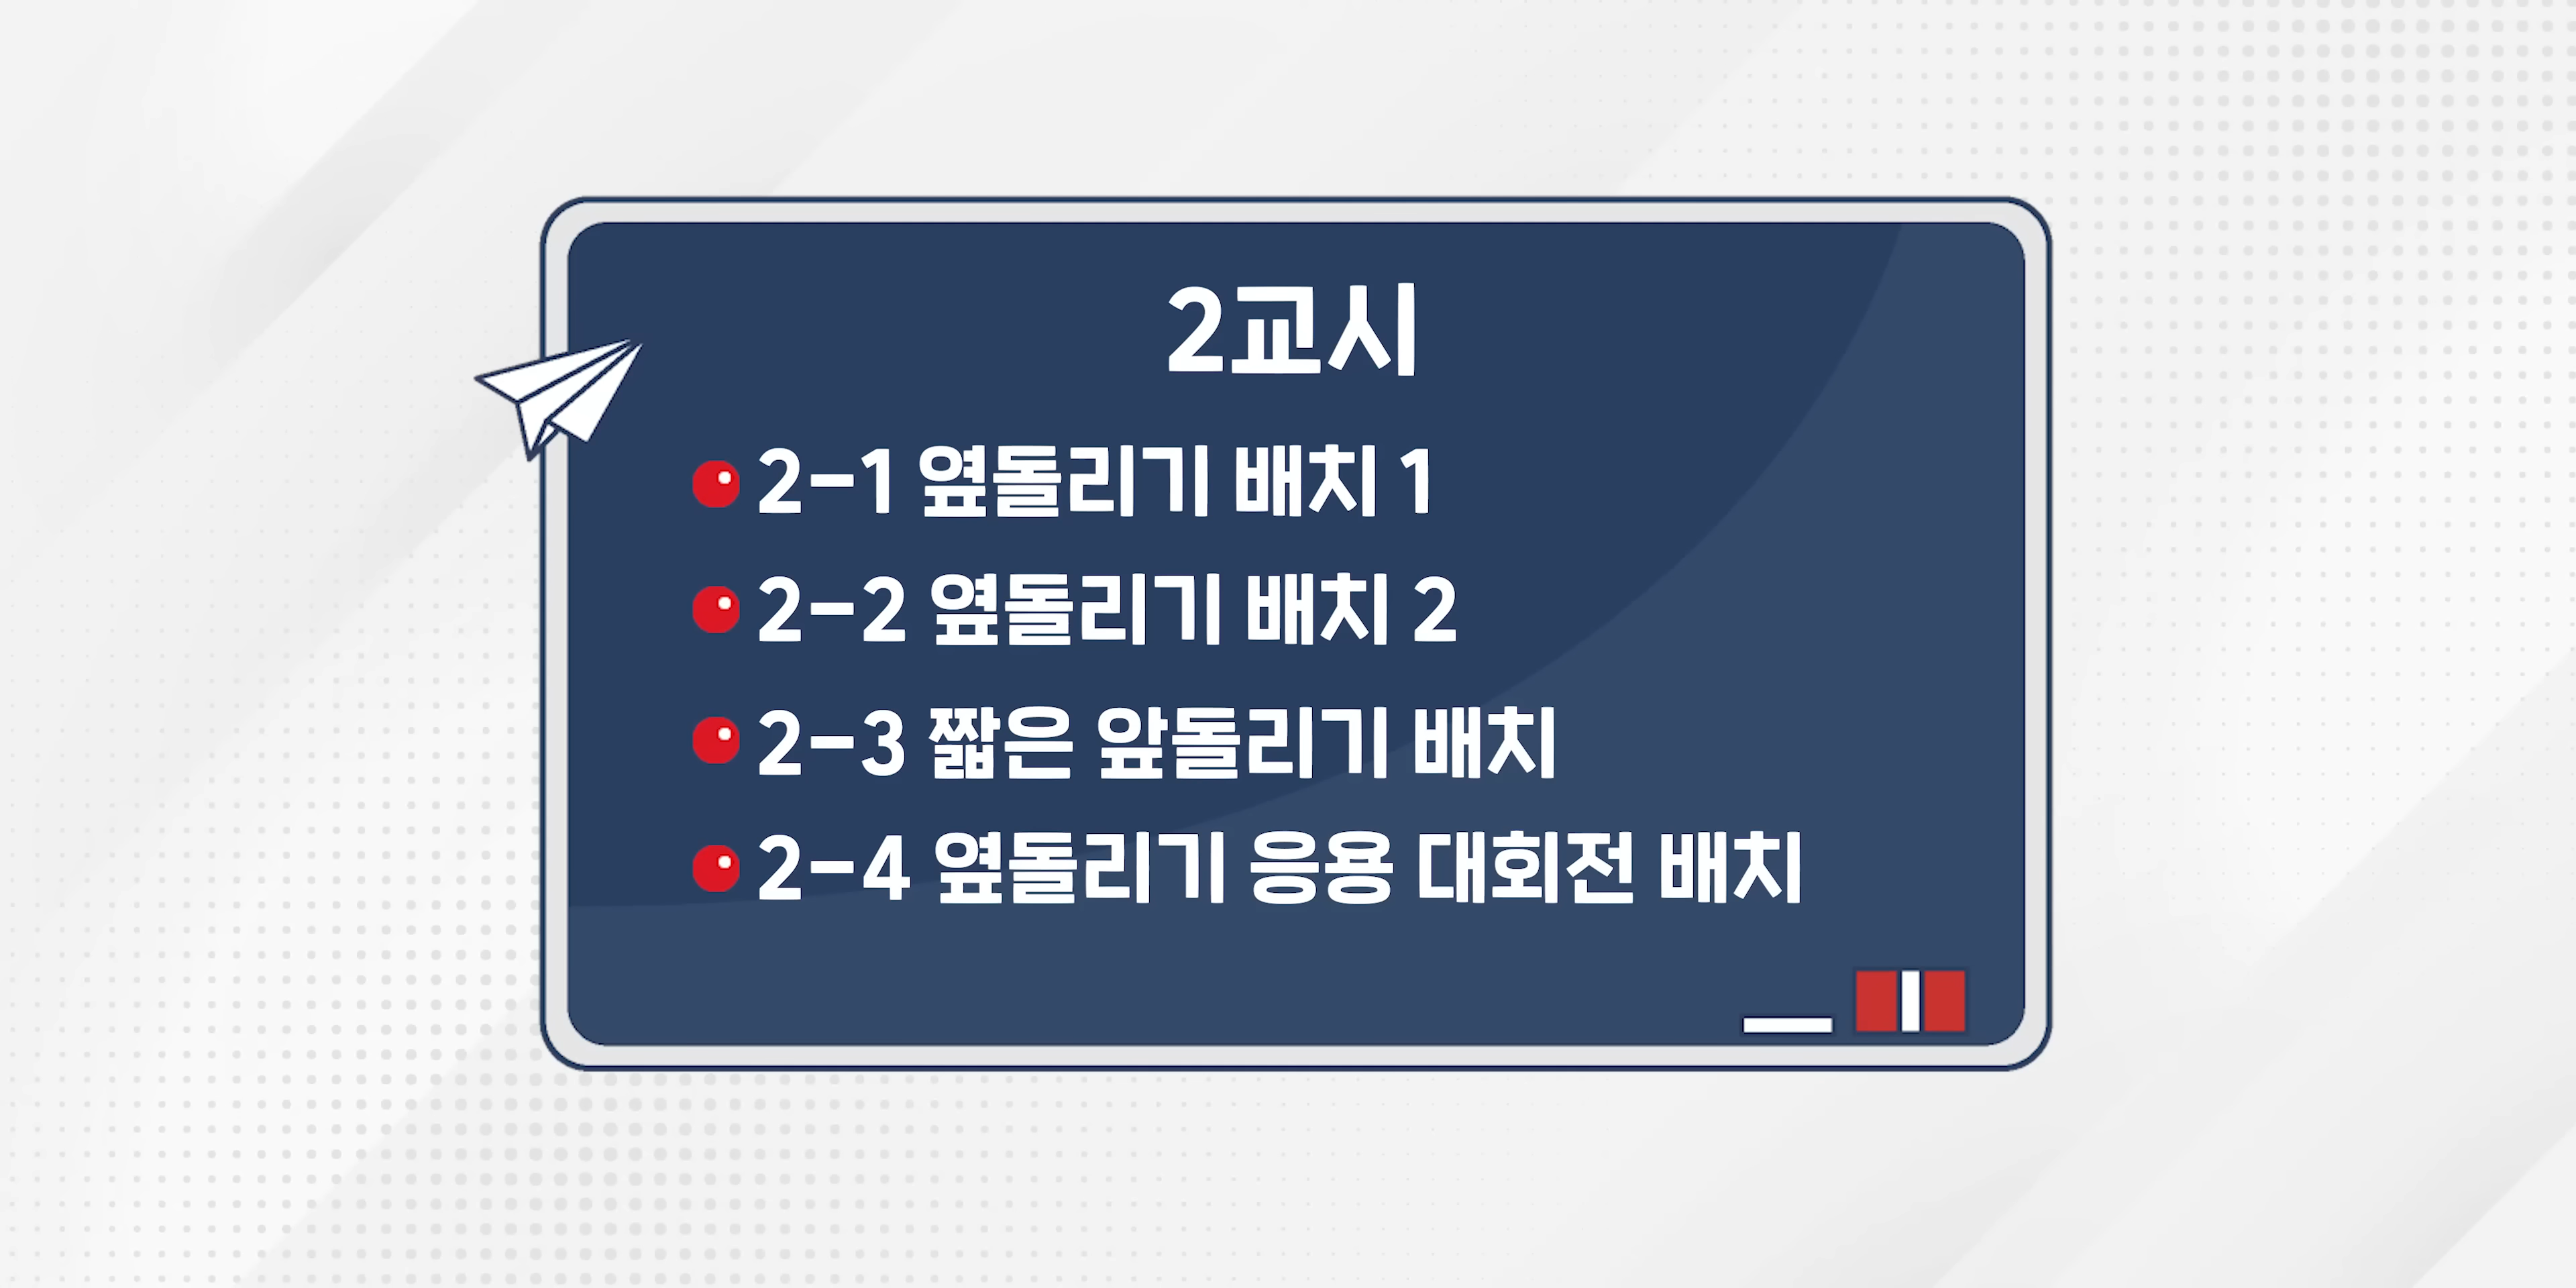 2교시
2-1 옆돌리기 배치 1
2-2 옆돌리기 배치 2
2-3 짧은 앞돌리기 배치
2-4 옆돌리기 응용 대회전 배치